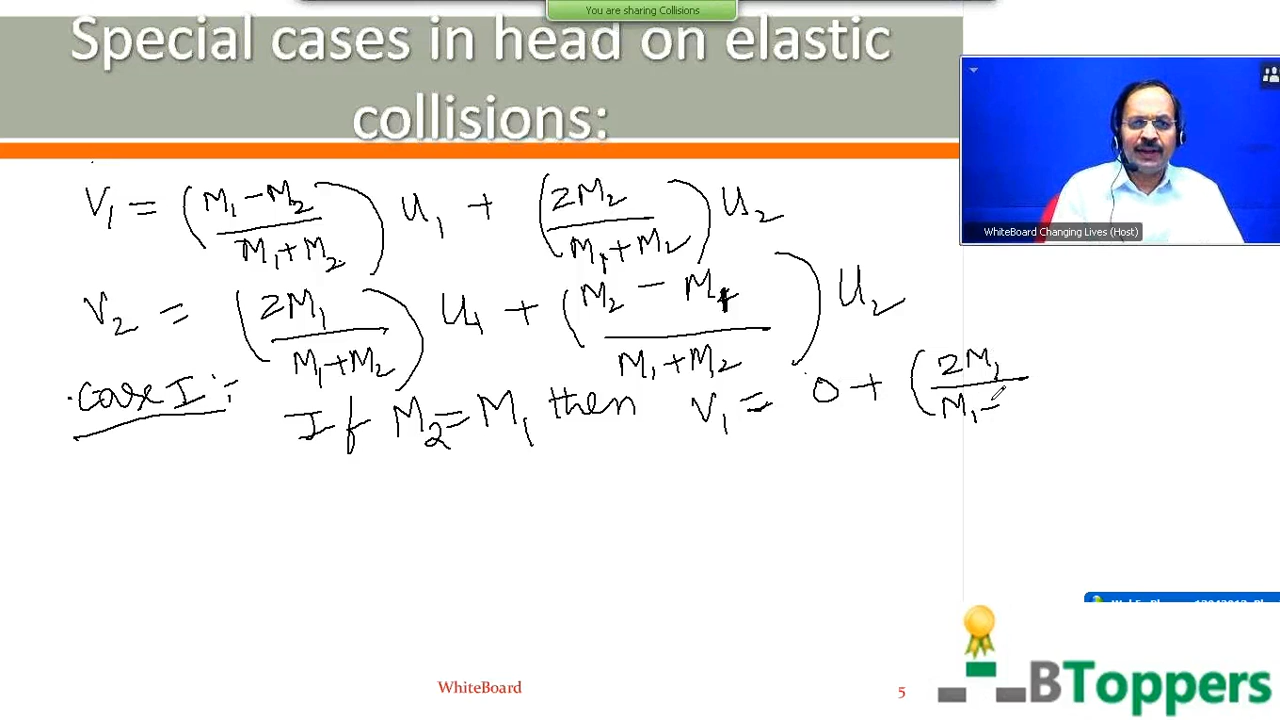 You are sharing Collisions
Special cases in head on elastic
collisions:
V₁ = (M₁ - M₂ / M₁ + M₂) U₁ + (2M₂ / M₁ + M₂) U₂
V₂ = (2M₁ / M₁ + M₂) U₁ + (M₂ - M₁ / M₁ + M₂) U₂
Case I :-
If M₂ = M₁ then V₁ = 0 + (2M₁ / M₁
WhiteBoard Changing Lives (Host)
WhiteBoard
5
BToppers